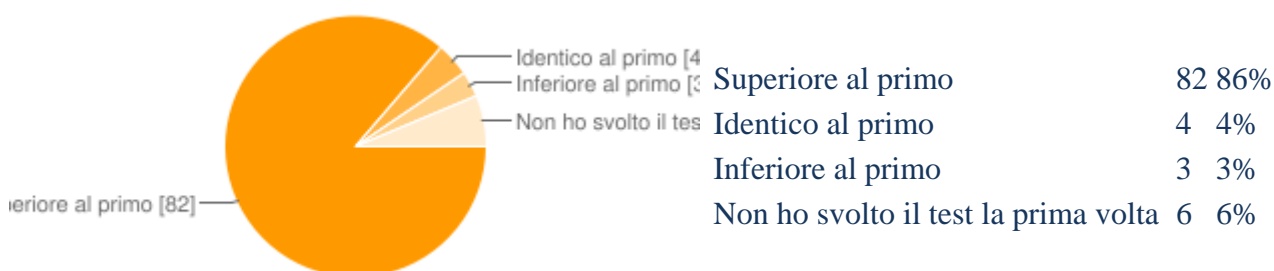 Identico al primo [4
Inferiore al primo [3
Non ho svolto il tes
eriore al primo [82]
Superiore al primo 82 86%
Identico al primo 4 4%
Inferiore al primo 3 3%
Non ho svolto il test la prima volta 6 6%